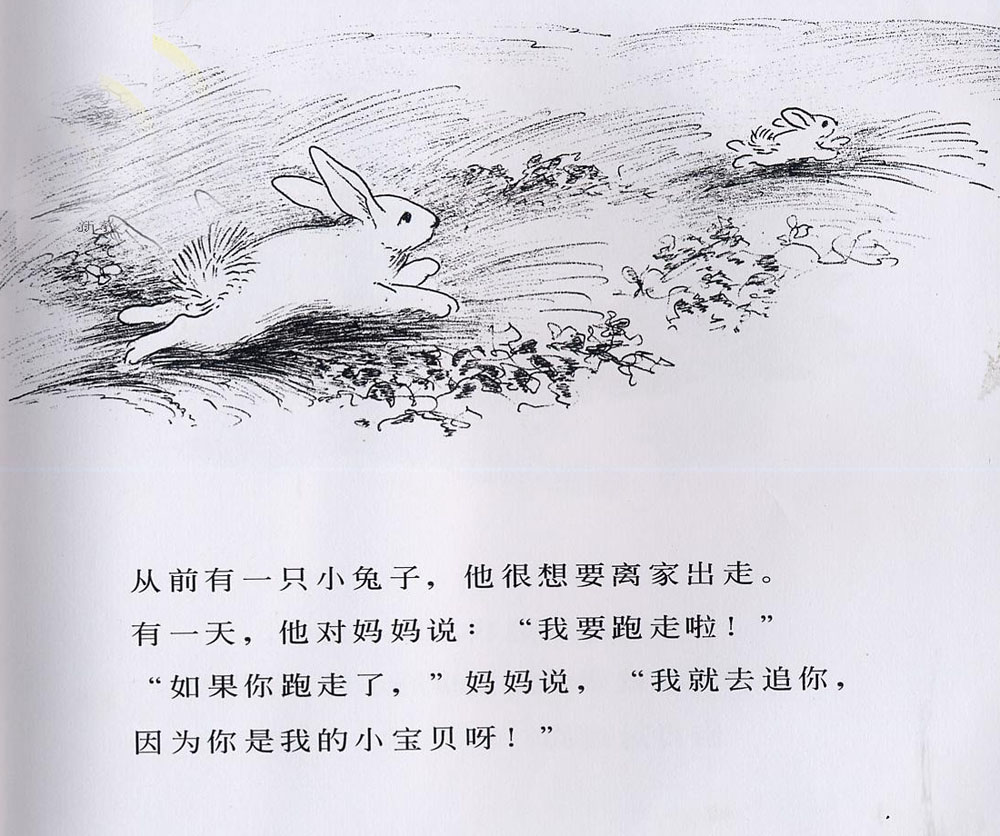 从前有一只小兔子，他很想要离家出走。
有一天，他对妈妈说：“我要跑走啦！”
“如果你跑走了，”妈妈说，“我就去追你，
因为你是我的小宝贝呀！”